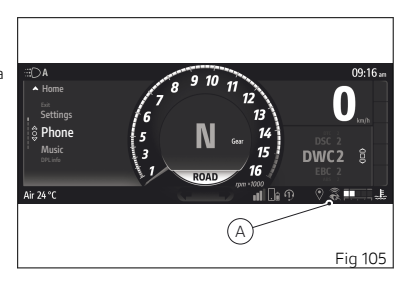 a
A
09:16 am
Home
Exit
Settings
Phone
Music
DPL info
1
3
5
6
7
8
9
10
11
12
13
14
15
16
N
Gear
ROAD
rpm ×1000
0
km/h
DSC 2
DWC 2
EBC 2
Air 24 °C
A
Fig 105